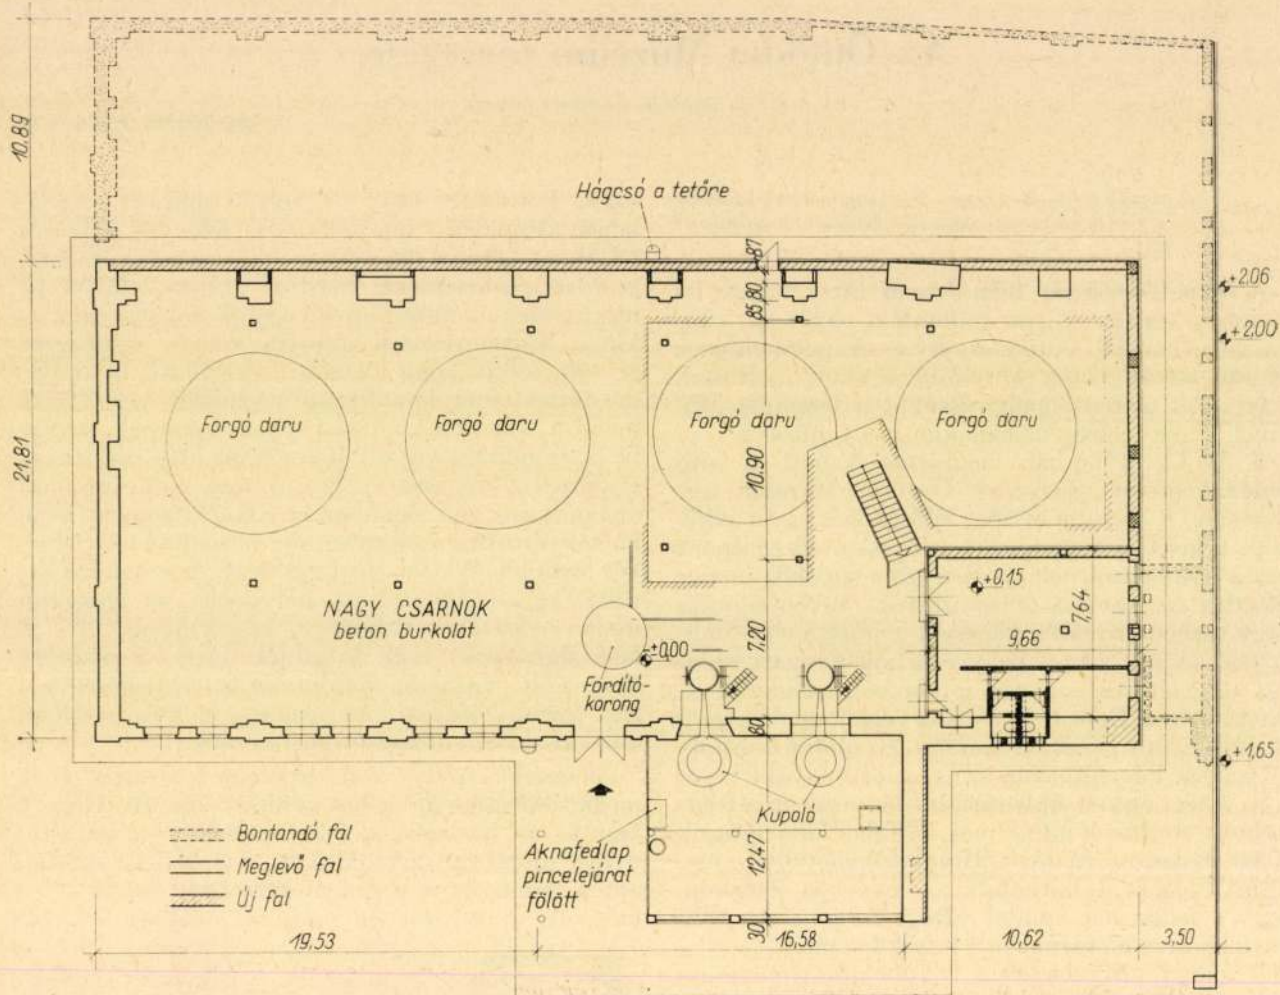 10,89
Hágcsó a tetőre
87
+2,06
85,80
+2,00
21,81
Forgó daru
Forgó daru
Forgó daru
Forgó daru
10,90
+0,15
7,64
NAGY CSARNOK
beton burkolat
9,66
7,20
±0,00
Fordító-
korong
80
+1,65
Kupoló
Bontandó fal
Meglevő fal
Új fal
Aknafedlap
pincelejárat
fölött
12,47
30
19,53
16,58
10,62
3,50